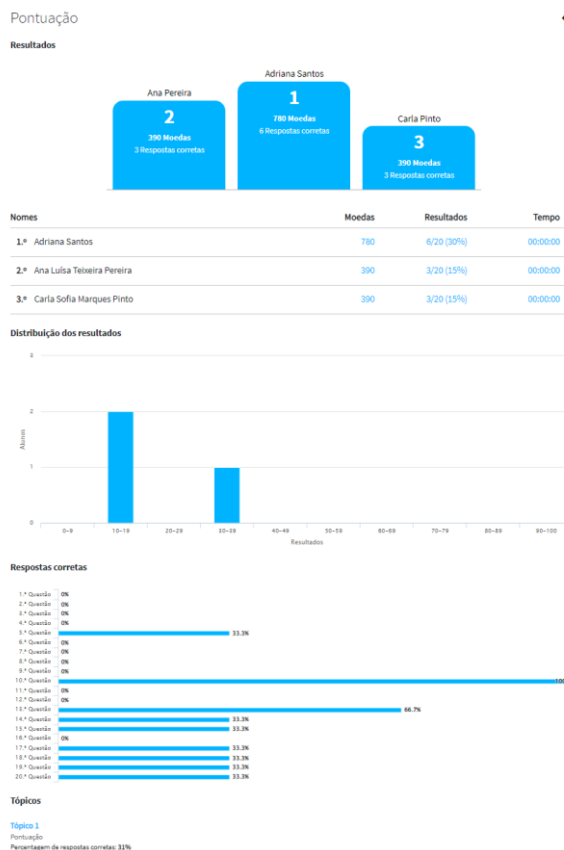 Pontuação
Resultados
Adriana Santos
Ana Pereira
1
2
780 Moedas
Carla Pinto
6 Respostas corretas
390 Moedas
3
3 Respostas corretas
390 Moedas
3 Respostas corretas
Nomes Moedas Resultados Tempo
1.º Adriana Santos 780 6/20 (30%) 00:00:00
2.º Ana Luísa Teixeira Pereira 390 3/20 (15%) 00:00:00
3.º Carla Sofia Marques Pinto 390 3/20 (15%) 00:00:00
Distribuição dos resultados
3
2
Alunos
1
0
0-9 10-19 20-29 30-39 40-49 50-59 60-69 70-79 80-89 90-100
Resultados
Respostas corretas
1.ª Questão 0%
2.ª Questão 0%
3.ª Questão 0%
4.ª Questão 0%
5.ª Questão 33.3%
6.ª Questão 0%
7.ª Questão 0%
8.ª Questão 0%
9.ª Questão 0%
10.ª Questão 100
11.ª Questão 0%
12.ª Questão 0%
13.ª Questão 66.7%
14.ª Questão 33.3%
15.ª Questão 33.3%
16.ª Questão 0%
17.ª Questão 33.3%
18.ª Questão 33.3%
19.ª Questão 33.3%
20.ª Questão 33.3%
Tópicos
Tópico 1
Pontuação
Percentagem de respostas corretas: 31%